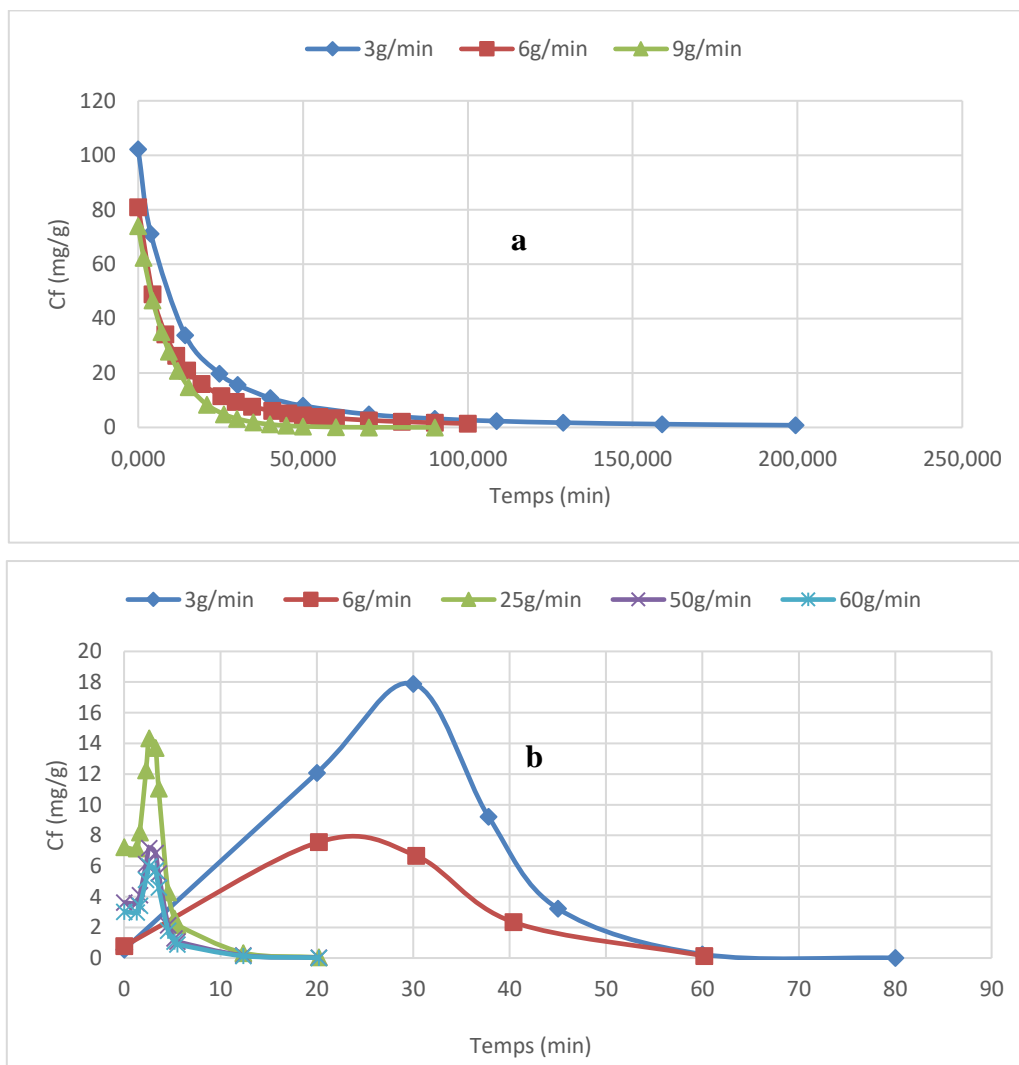 3g/min 6g/min 9g/min
120
100
80
60
40
20
0
Cf (mg/g)
a
0,000 50,000 100,000 150,000 200,000 250,000
Temps (min)
3g/min 6g/min 25g/min 50g/min 60g/min
20
18
16
14
12
10
8
6
4
2
0
Cf (mg/g)
b
0 10 20 30 40 50 60 70 80 90
Temps (min)